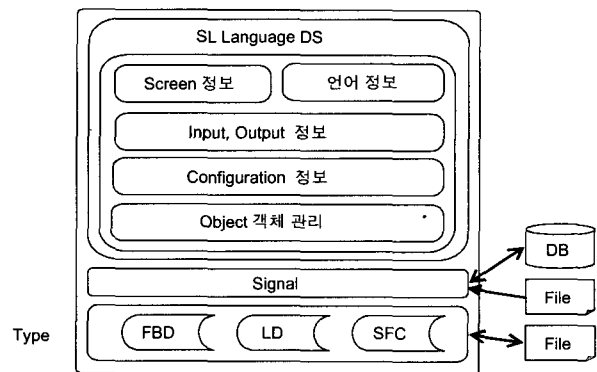 SL Language DS
Screen 정보
언어 정보
Input, Output 정보
Configuration 정보
Object 객체 관리
Signal
DB
File
Type
FBD
LD
SFC
File